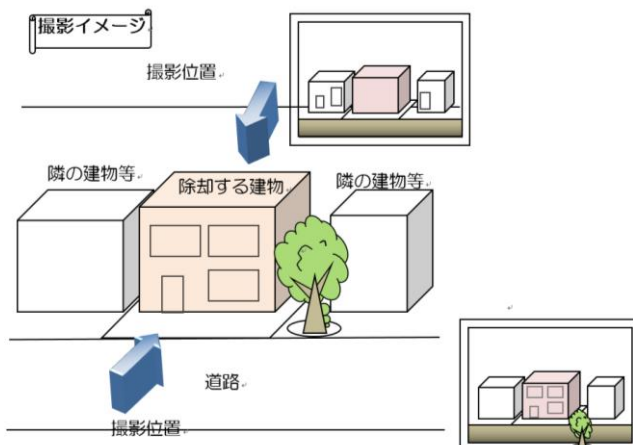 撮影イメージ
撮影位置
隣の建物等
除却する建物
隣の建物等
道路
撮影位置